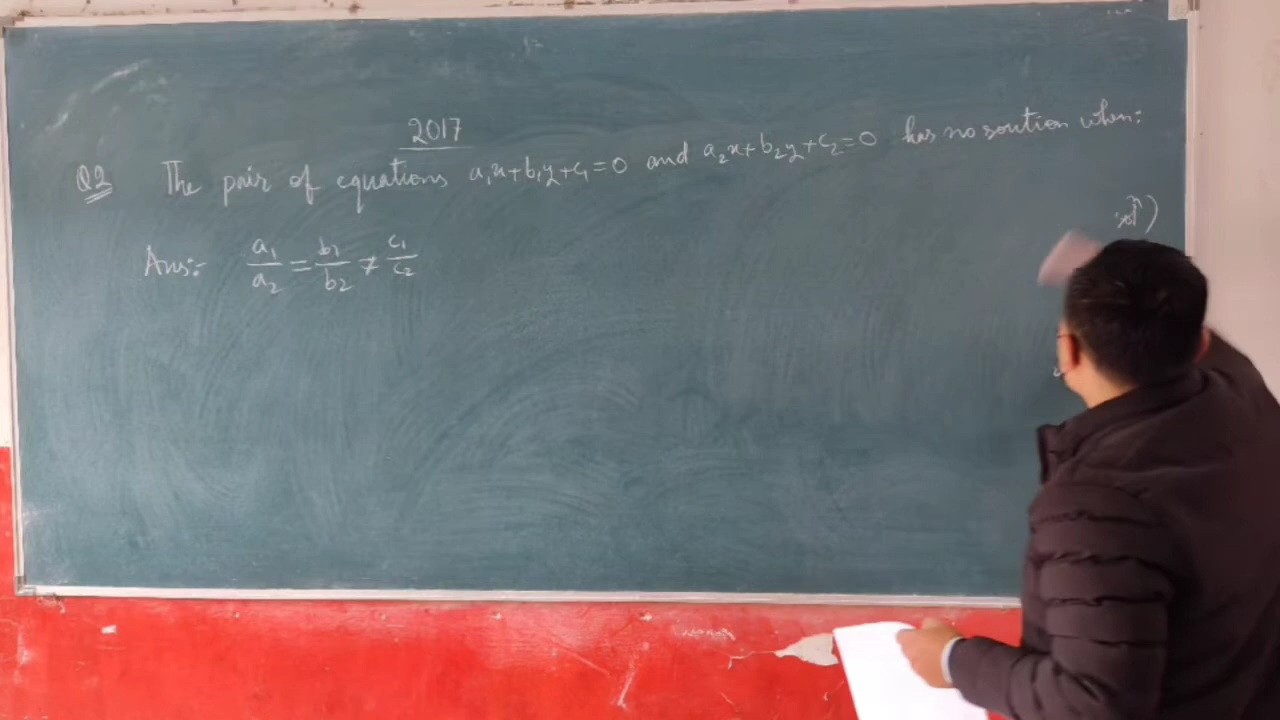 2017
Q2 The pair of equations a₁x+b₁y+c₁=0 and a₂x+b₂y+c₂=0 has no soution when:
Ans:- a₁/a₂ = b₁/b₂ ≠ c₁/c₂